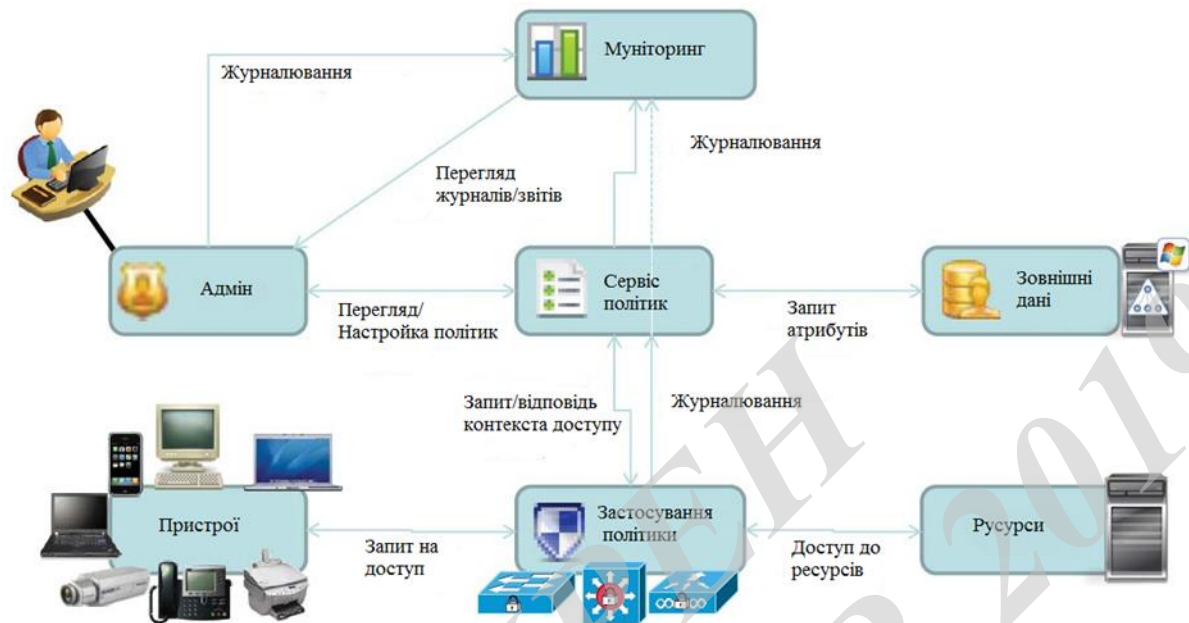 Муніторинг
Журналювання
Журналювання
Перегляд
журналів/звітів
Адмін
Сервіс
політик
Зовнішні
дані
Перегляд/
Настройка політик
Запит
атрибутів
Запит/відповідь
контекста доступу
Журналювання
Пристрої
Застосування
політики
Русурси
Запит на
доступ
Доступ до
ресурсів